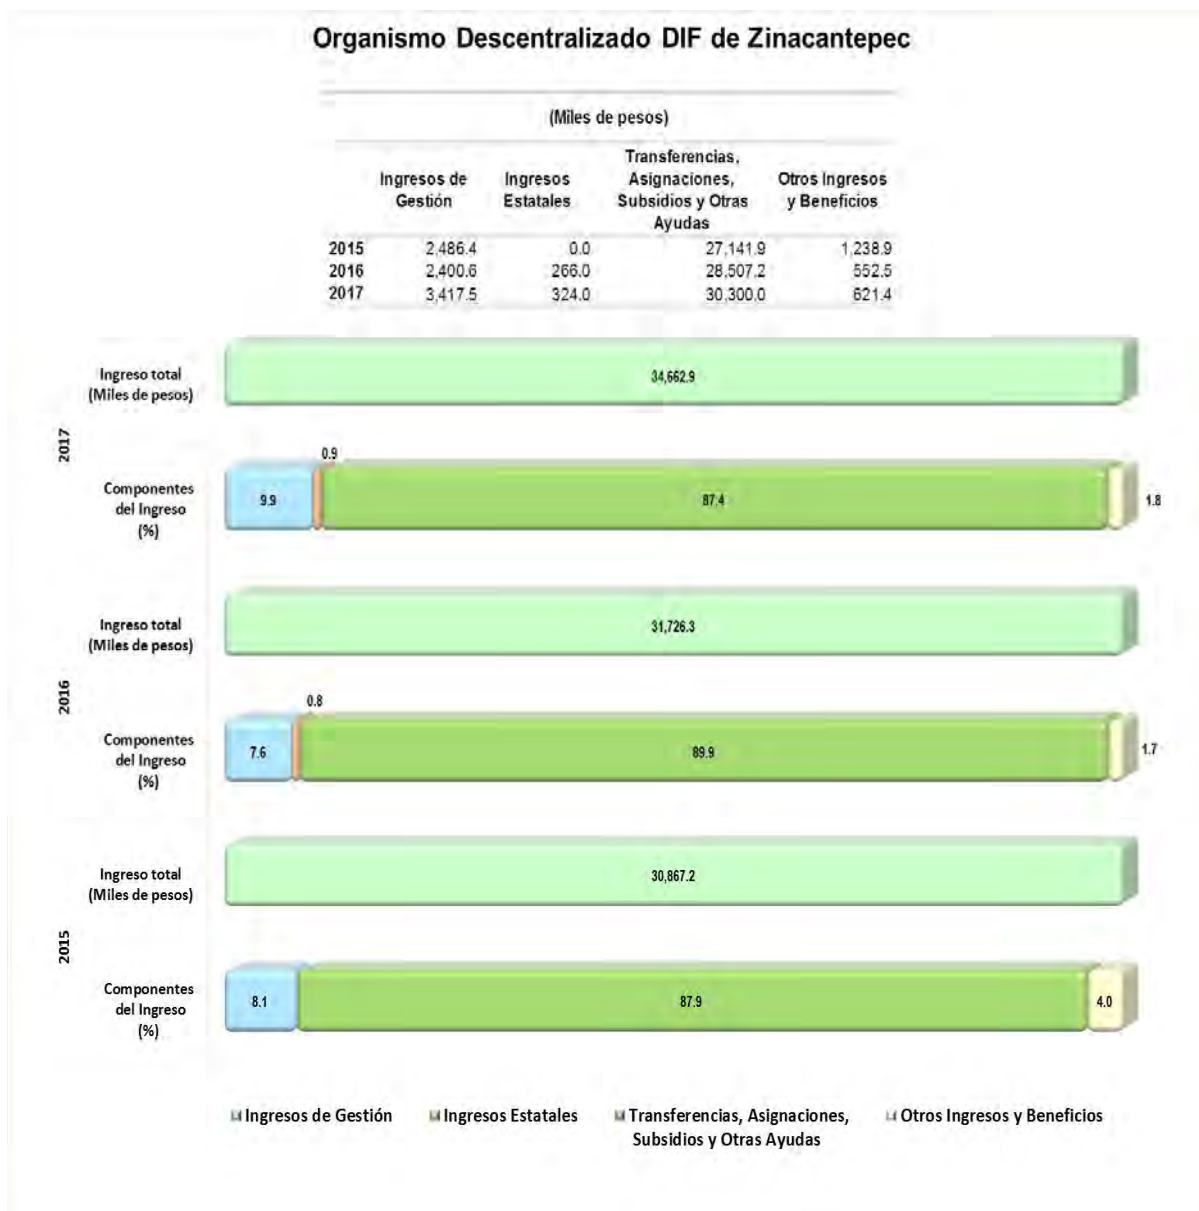 Organismo Descentralizado DIF de Zinacantepec
(Miles de pesos)
Ingresos de Gestión Ingresos Estatales Transferencias, Asignaciones, Subsidios y Otras Ayudas Otros Ingresos y Beneficios
2015 2,486.4 0.0 27,141.9 1,238.9
2016 2,400.6 266.0 28,507.2 552.5
2017 3,417.5 324.0 30,300.0 621.4
2017
Ingreso total
(Miles de pesos)
34,662.9
Componentes
del Ingreso
(%)
9.9 0.9 87.4 1.8
2016
Ingreso total
(Miles de pesos)
31,726.3
Componentes
del Ingreso
(%)
7.6 0.8 89.9 1.7
2015
Ingreso total
(Miles de pesos)
30,867.2
Componentes
del Ingreso
(%)
8.1 87.9 4.0
Ingresos de Gestión Ingresos Estatales Transferencias, Asignaciones, Otros Ingresos y Beneficios
Subsidios y Otras Ayudas